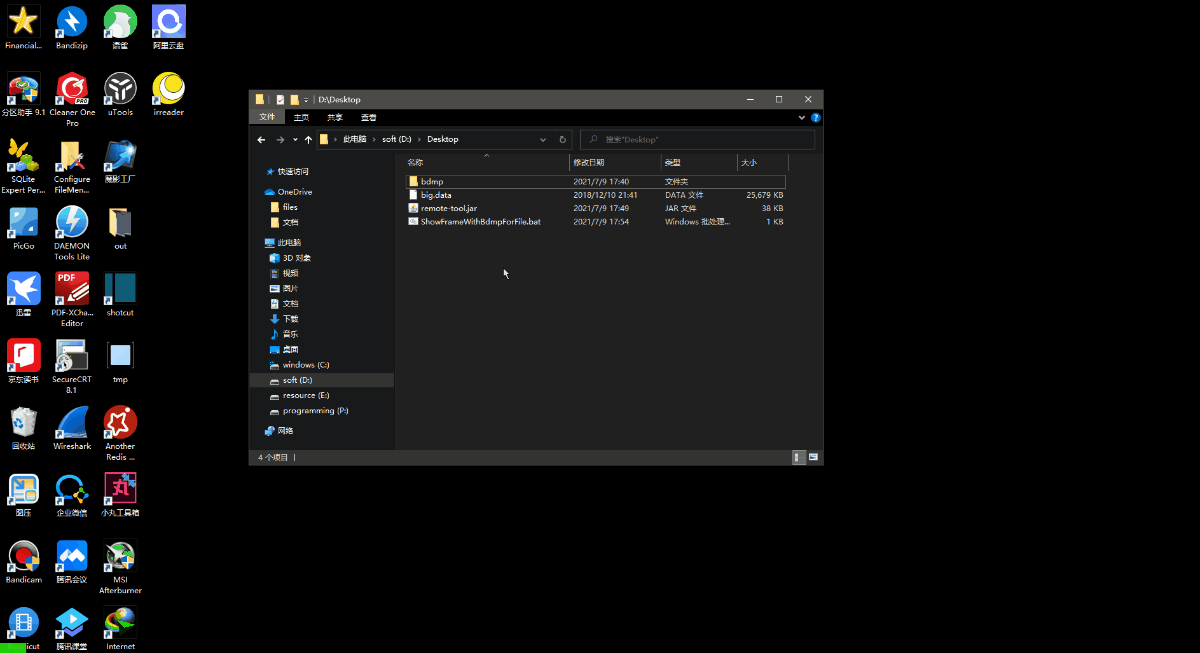 Financial...
Bandizip
语雀
阿里云盘
分区助手 9.1
Cleaner One
Pro
uTools
irreader
SQLite
Expert Per...
Configure
FileMen...
魔影工厂
PicGo
DAEMON
Tools Lite
out
迅雷
PDF
PDF-XCha...
Editor
shotcut
京东读书
SecureCRT
8.1
tmp
回收站
Wireshark
Another
Redis ...
图压
企业微信
小丸工具箱
Bandicam
腾讯会议
MSI
Afterburner
腾讯课堂
Internet
D:\Desktop
文件
主页
共享
查看
此电脑 › soft (D:) › Desktop
搜索"Desktop"
名称
修改日期
类型
大小
bdmp 2021/7/9 17:40 文件夹
big.data 2018/12/10 21:41 DATA 文件 25,679 KB
remote-tool.jar 2021/7/9 17:49 JAR 文件 38 KB
ShowFrameWithBdmpForFile.bat 2021/7/9 17:54 Windows 批处理... 1 KB
快速访问
OneDrive
files
文档
此电脑
3D 对象
视频
图片
文档
下载
音乐
桌面
windows (C:)
soft (D:)
resource (E:)
programming (P:)
网络
4 个项目